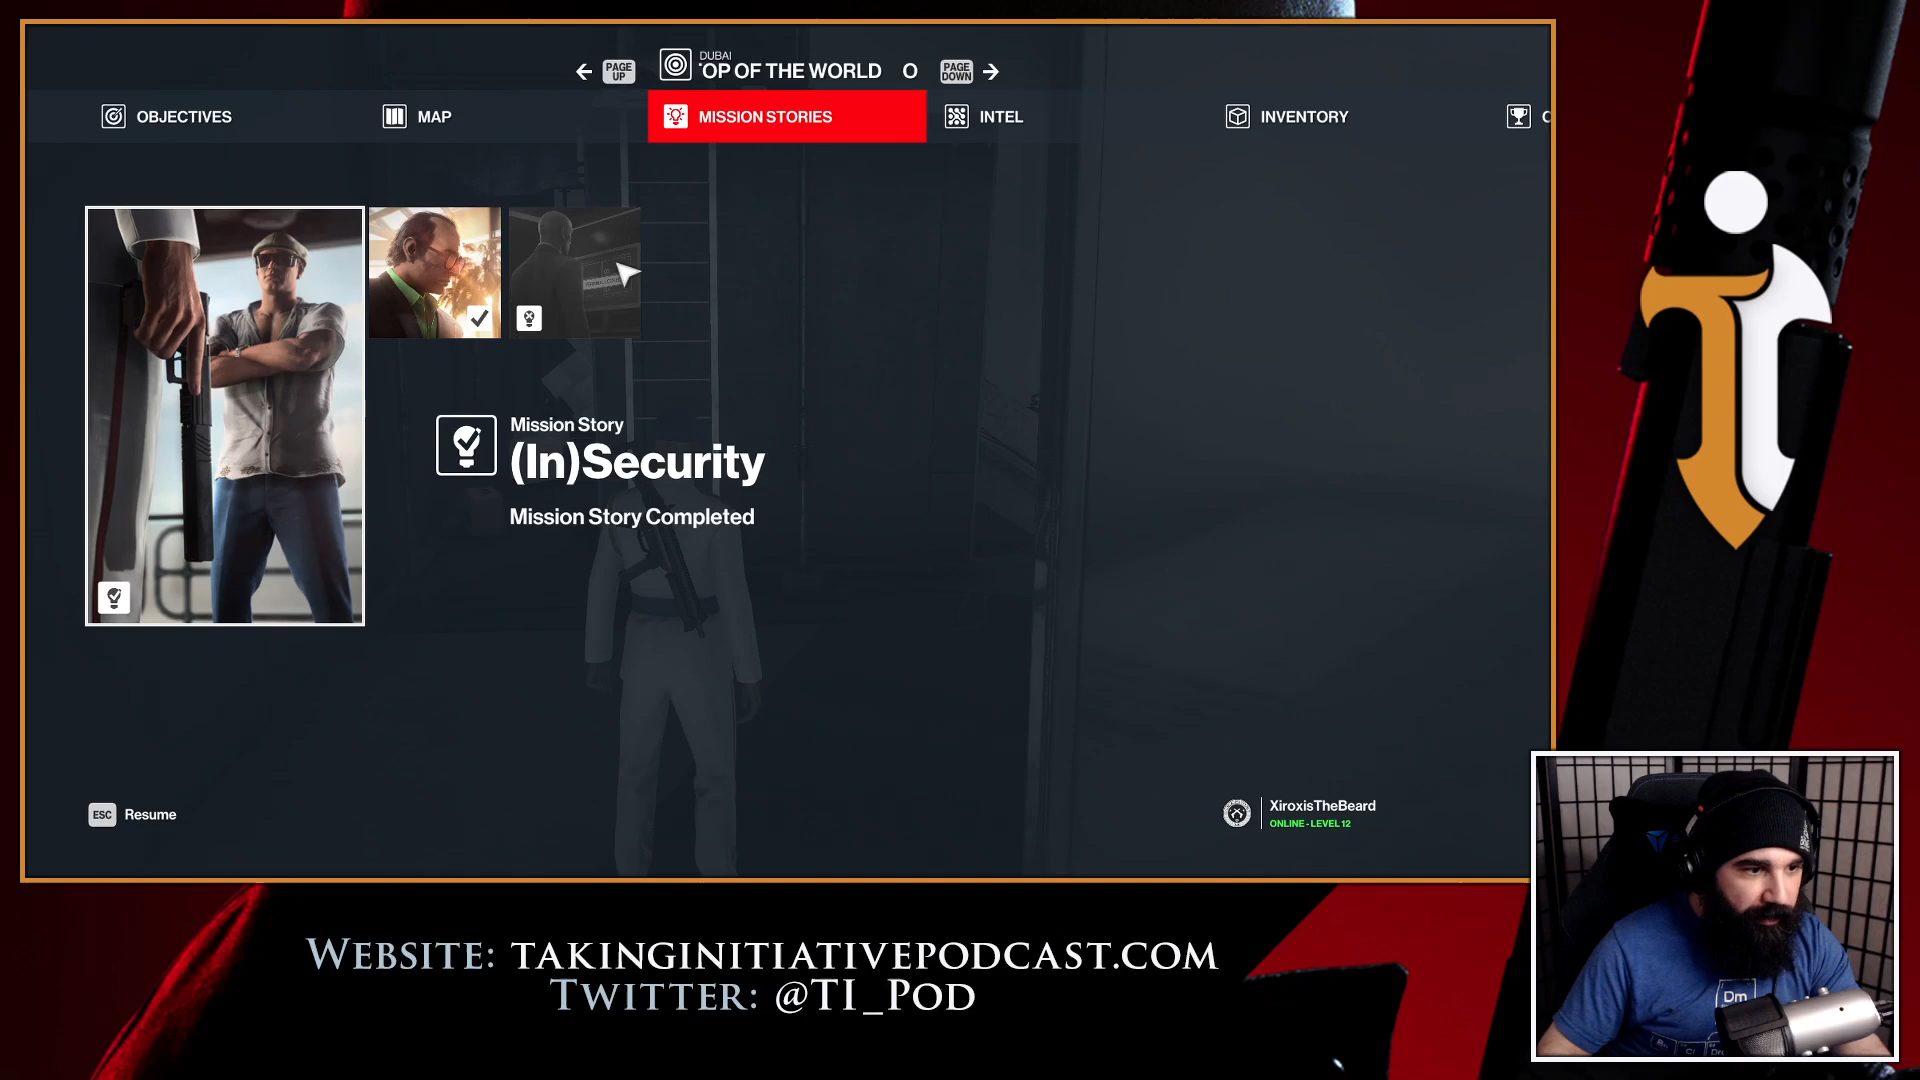 PAGE UP
DUBAI
OP OF THE WORLD O
PAGE DOWN
OBJECTIVES
MAP
MISSION STORIES
INTEL
INVENTORY
C
Mission Story
(In)Security
Mission Story Completed
ESC Resume
XiroxisTheBeard
ONLINE - LEVEL 12
WEBSITE: TAKINGINITIATIVEPODCAST.COM
TWITTER: @TI_POD
Dm